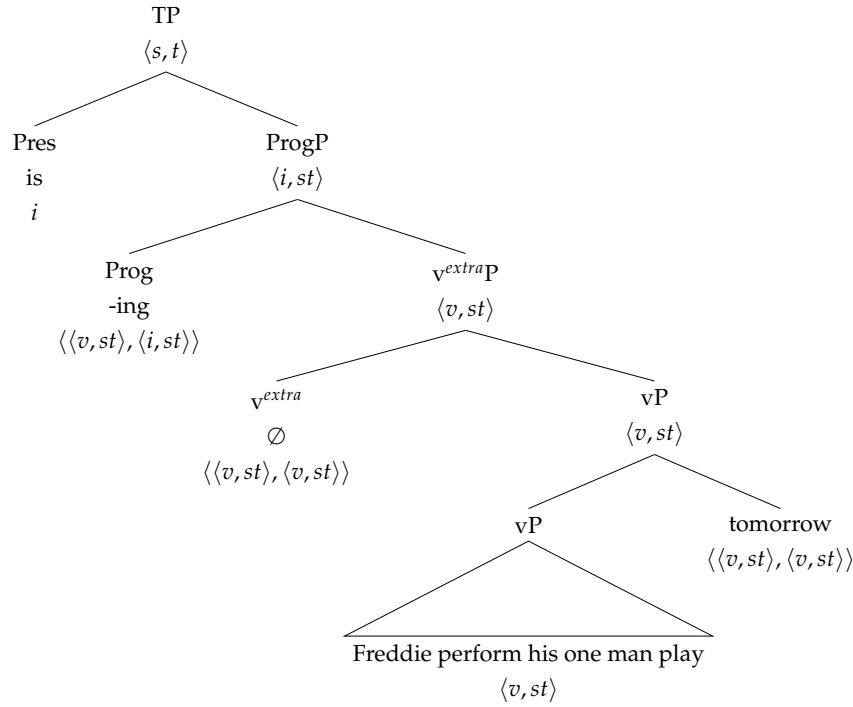 TP
⟨s, t⟩
Pres ProgP
is ⟨i, st⟩
i
Prog v^{extra}P
-ing ⟨v, st⟩
⟨⟨v, st⟩, ⟨i, st⟩⟩
v^{extra} vP
∅ ⟨v, st⟩
⟨⟨v, st⟩, ⟨v, st⟩⟩
vP tomorrow
⟨⟨v, st⟩, ⟨v, st⟩⟩
Freddie perform his one man play
⟨v, st⟩